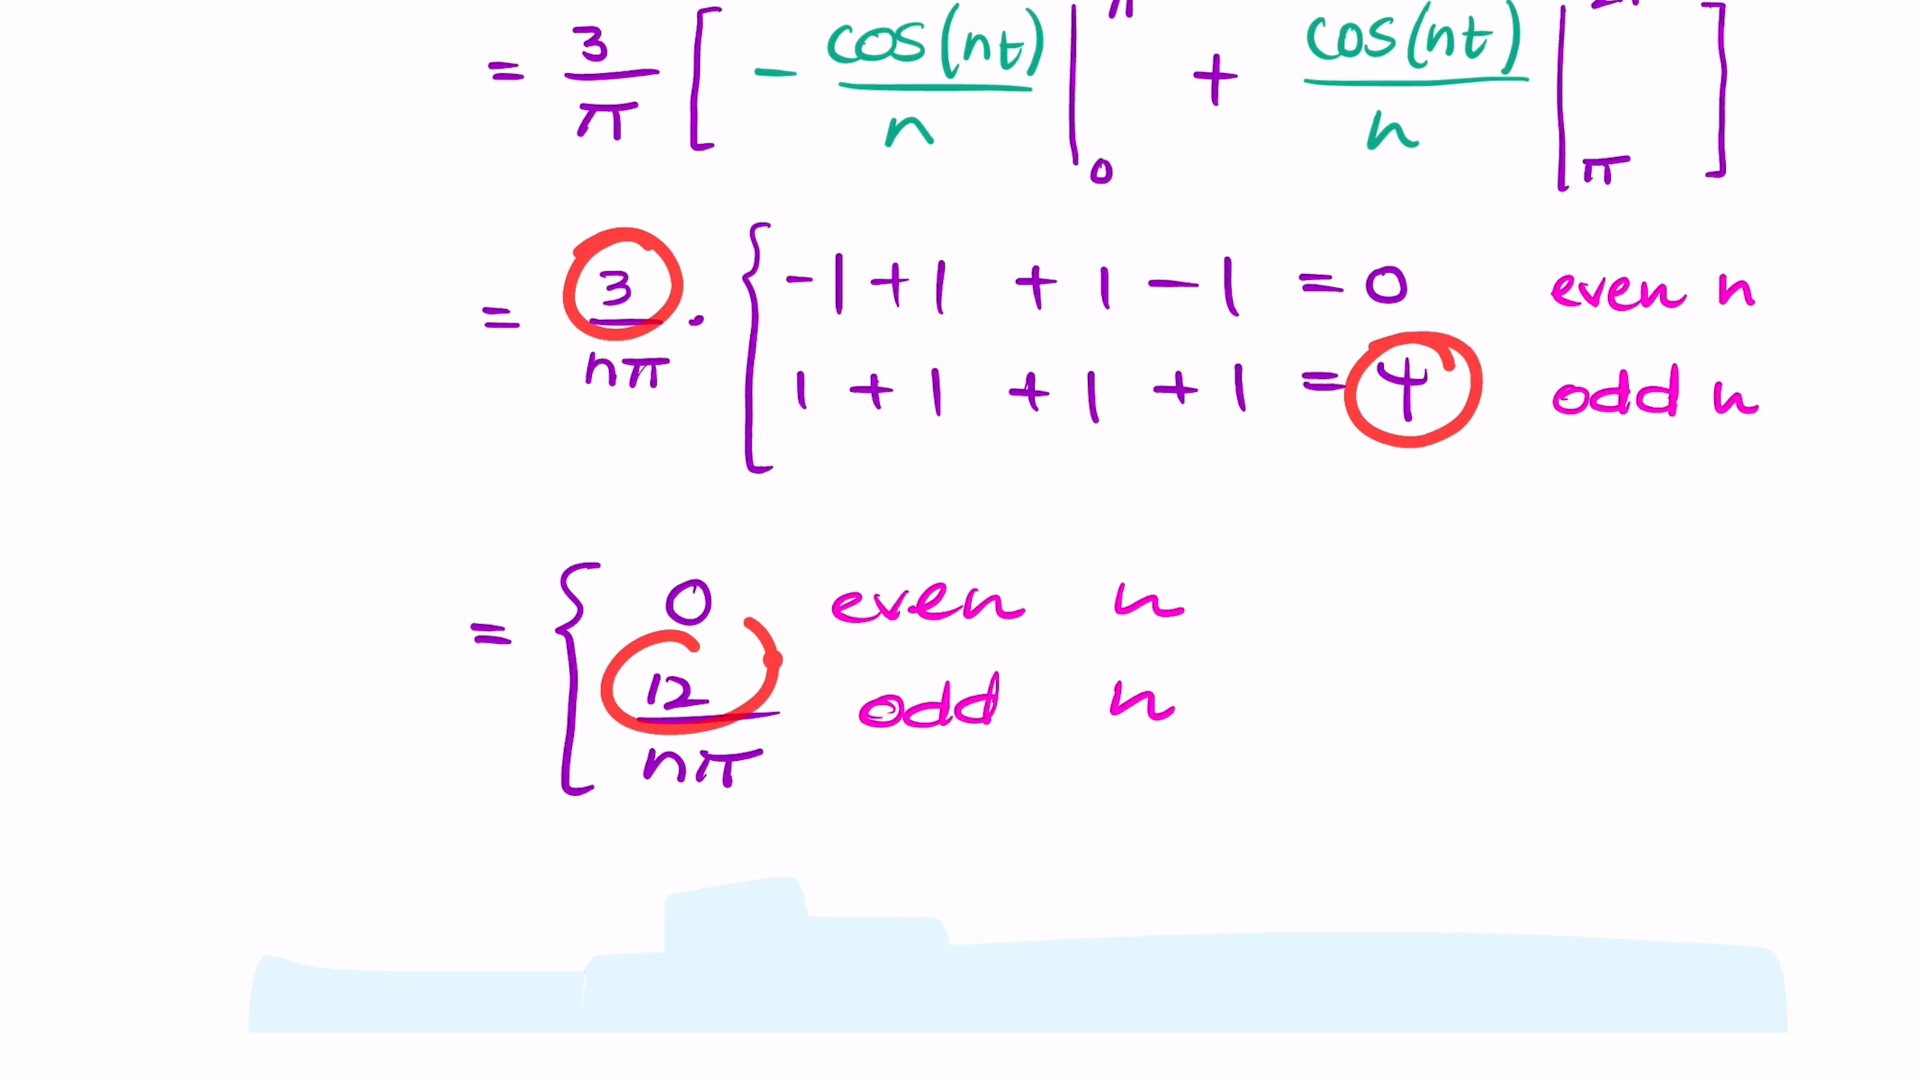 = 3/π [ - cos(nt)/n |₀^π + cos(nt)/n |_π ]
= 3/nπ · { -1 + 1 + 1 - 1 = 0 even n
1 + 1 + 1 + 1 = 4 odd n
= { 0 even n
12/nπ odd n